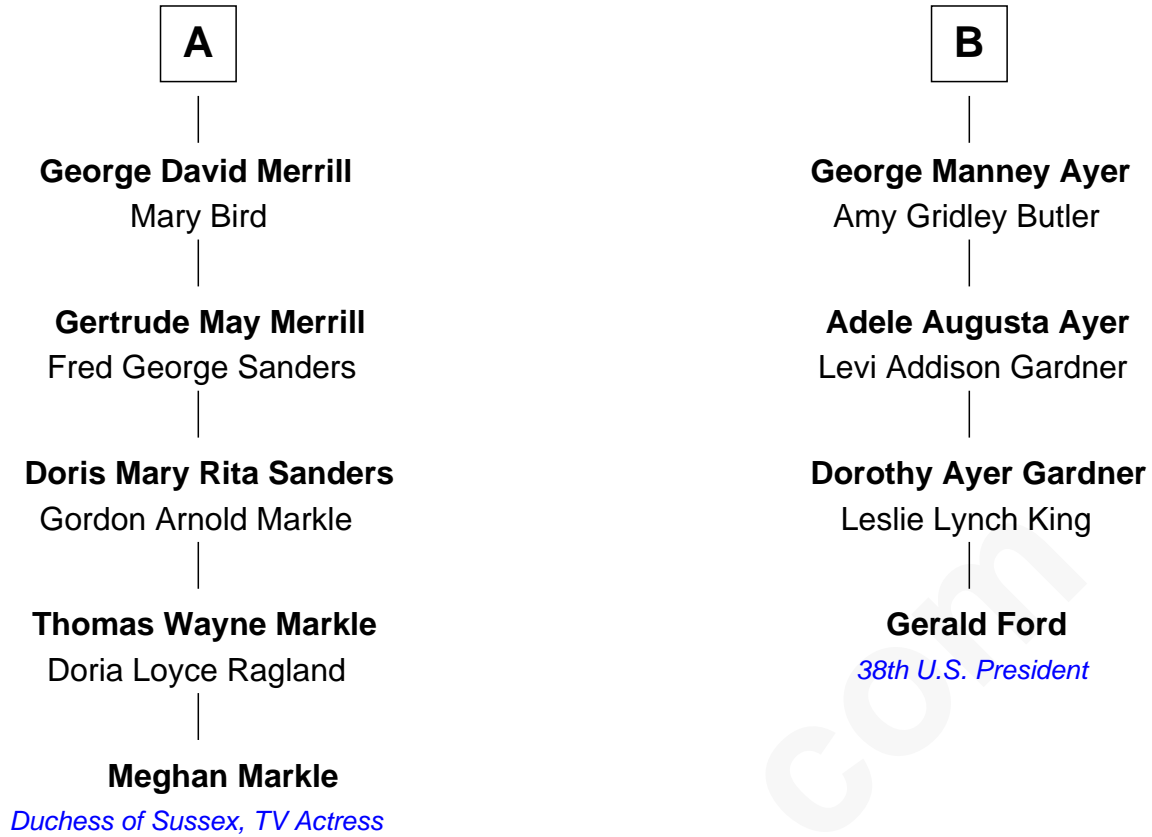 A
George David Merrill
Mary Bird
Gertrude May Merrill
Fred George Sanders
Doris Mary Rita Sanders
Gordon Arnold Markle
Thomas Wayne Markle
Doria Loyce Ragland
Meghan Markle
Duchess of Sussex, TV Actress
B
George Manney Ayer
Amy Gridley Butler
Adele Augusta Ayer
Levi Addison Gardner
Dorothy Ayer Gardner
Leslie Lynch King
Gerald Ford
38th U.S. President
com